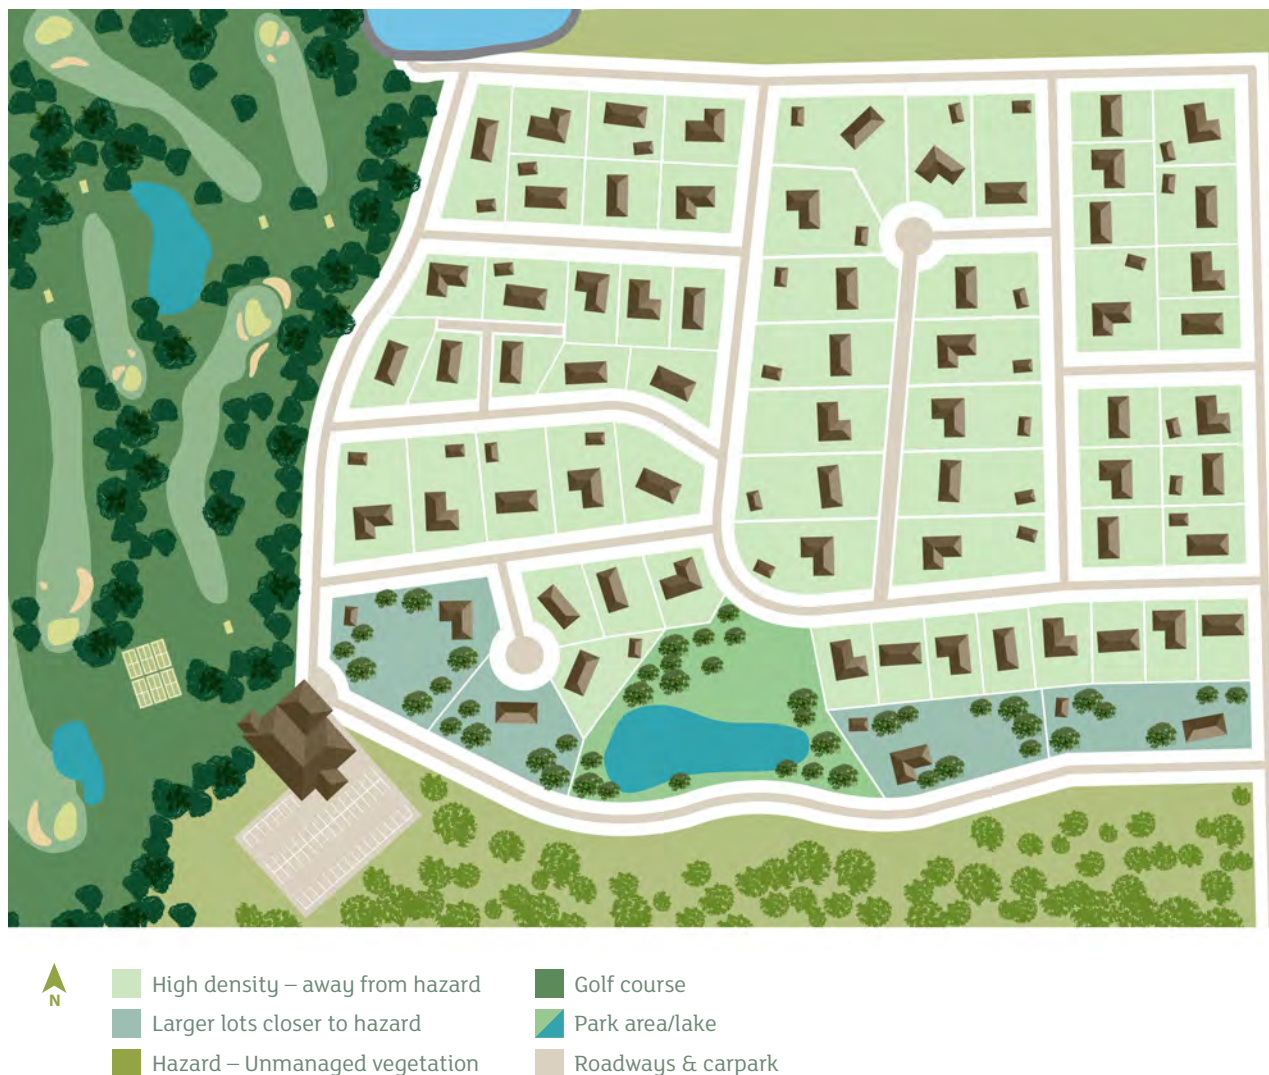 N
High density – away from hazard
Larger lots closer to hazard
Hazard – Unmanaged vegetation
Golf course
Park area/lake
Roadways & carpark